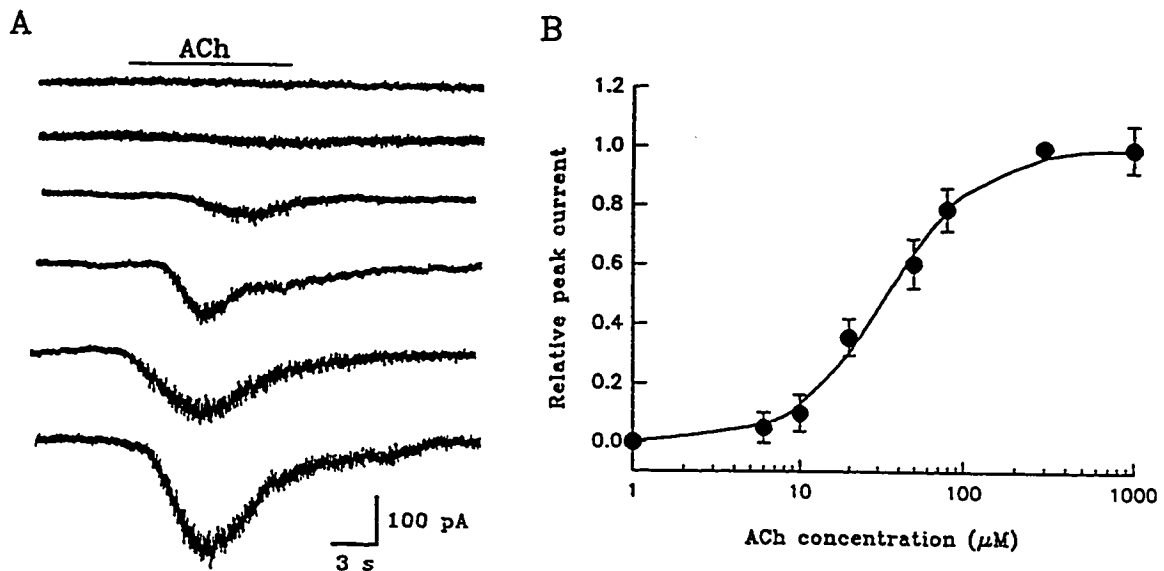 A
ACh
100 pA
3 s
B
Relative peak current
1.2
1.0
0.8
0.6
0.4
0.2
0.0
1
10
100
1000
ACh concentration (μM)